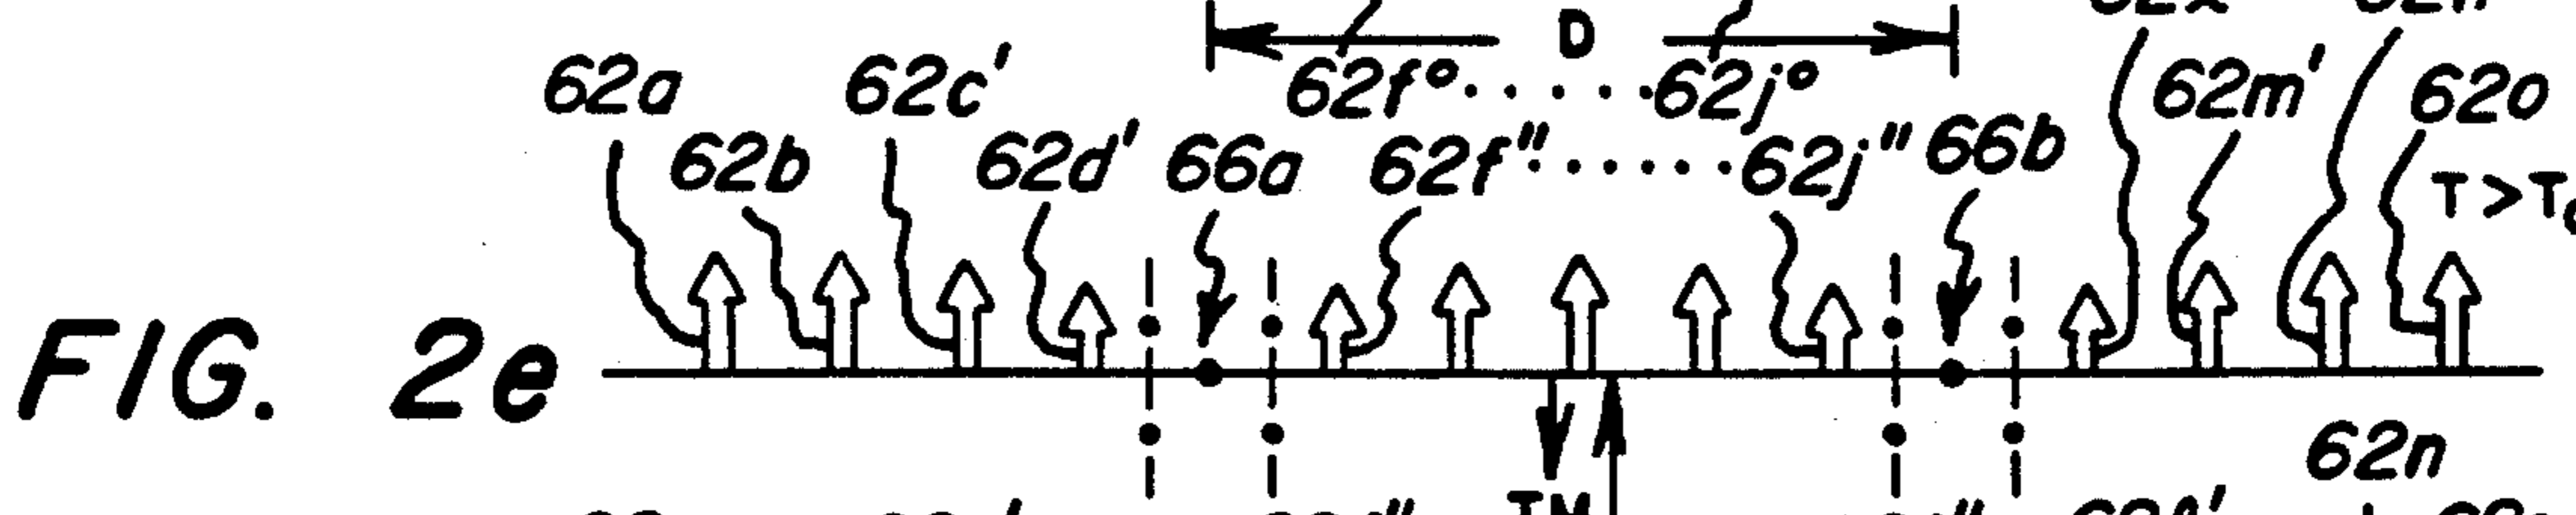 D
62a 62c' 62f°.....62j° 62m' 62o
62b 62d' 66a 62f".....62j" 66b
T>T
FIG. 2e
62n
TM